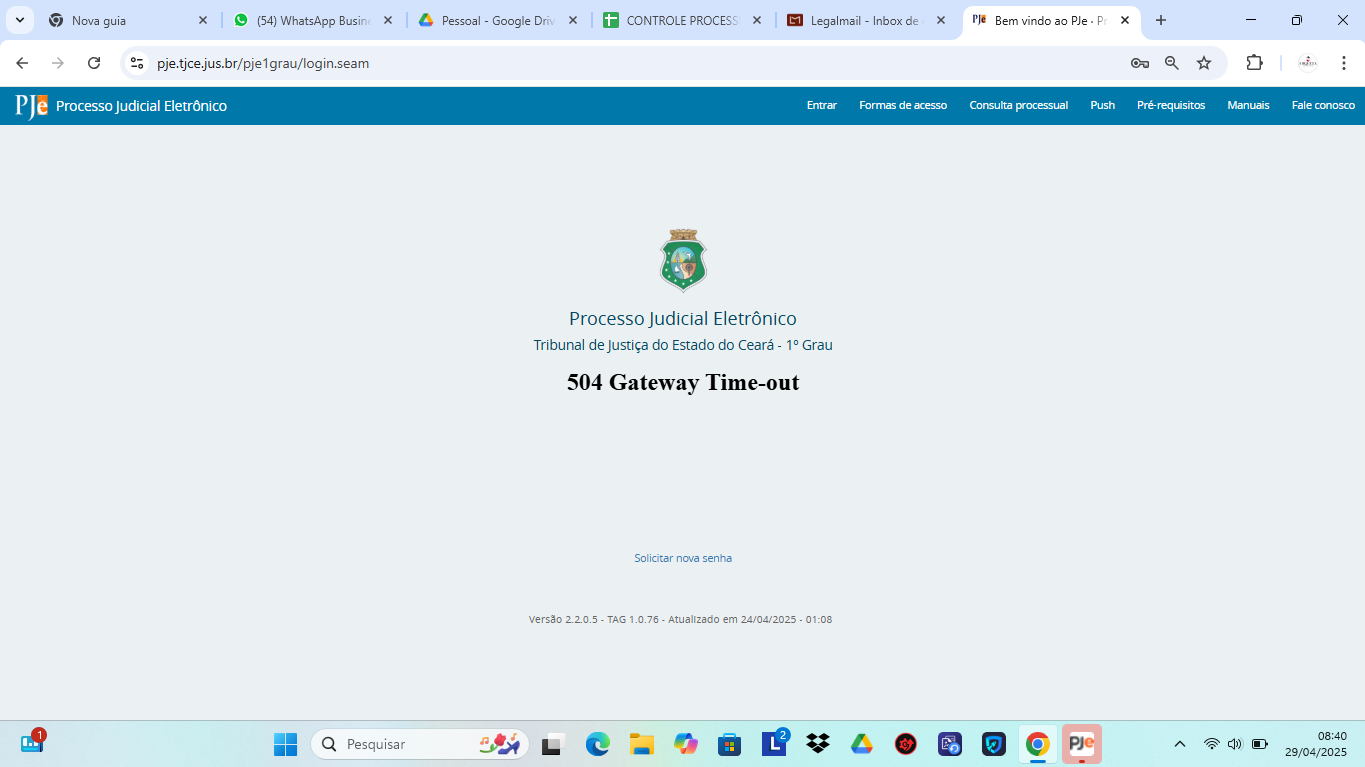 Nova guia
(54) WhatsApp Busine
Pessoal - Google Driv
CONTROLE PROCESS
Legalmail - Inbox de
Bem vindo ao PJe · Pr
pje.tjce.jus.br/pje1grau/login.seam
PJe Processo Judicial Eletrônico
Entrar
Formas de acesso
Consulta processual
Push
Pré-requisitos
Manuais
Fale conosco
Processo Judicial Eletrônico
Tribunal de Justiça do Estado do Ceará - 1º Grau
504 Gateway Time-out
Solicitar nova senha
Versão 2.2.0.5 - TAG 1.0.76 - Atualizado em 24/04/2025 - 01:08
1
Pesquisar
L 2
PJe
08:40
29/04/2025